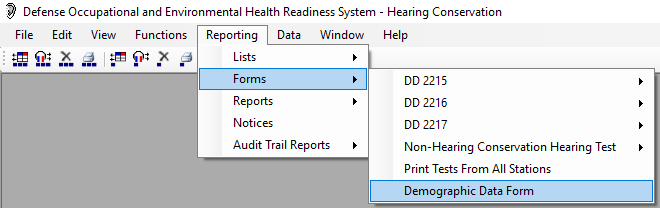 Defense Occupational and Environmental Health Readiness System - Hearing Conservation
File Edit View Functions Reporting Data Window Help
Lists
Forms
Reports
Notices
Audit Trail Reports
DD 2215
DD 2216
DD 2217
Non-Hearing Conservation Hearing Test
Print Tests From All Stations
Demographic Data Form